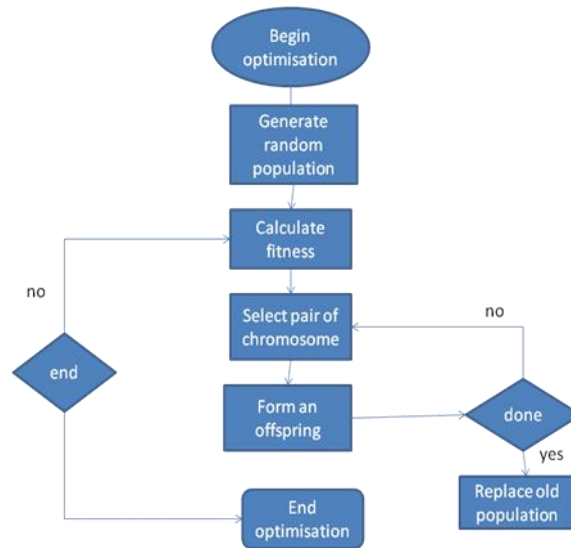 Begin
optimisation
Generate
random
population
Calculate
fitness
no
Select pair of
chromosome
no
end
Form an
offspring
done
yes
End
optimisation
Replace old
population